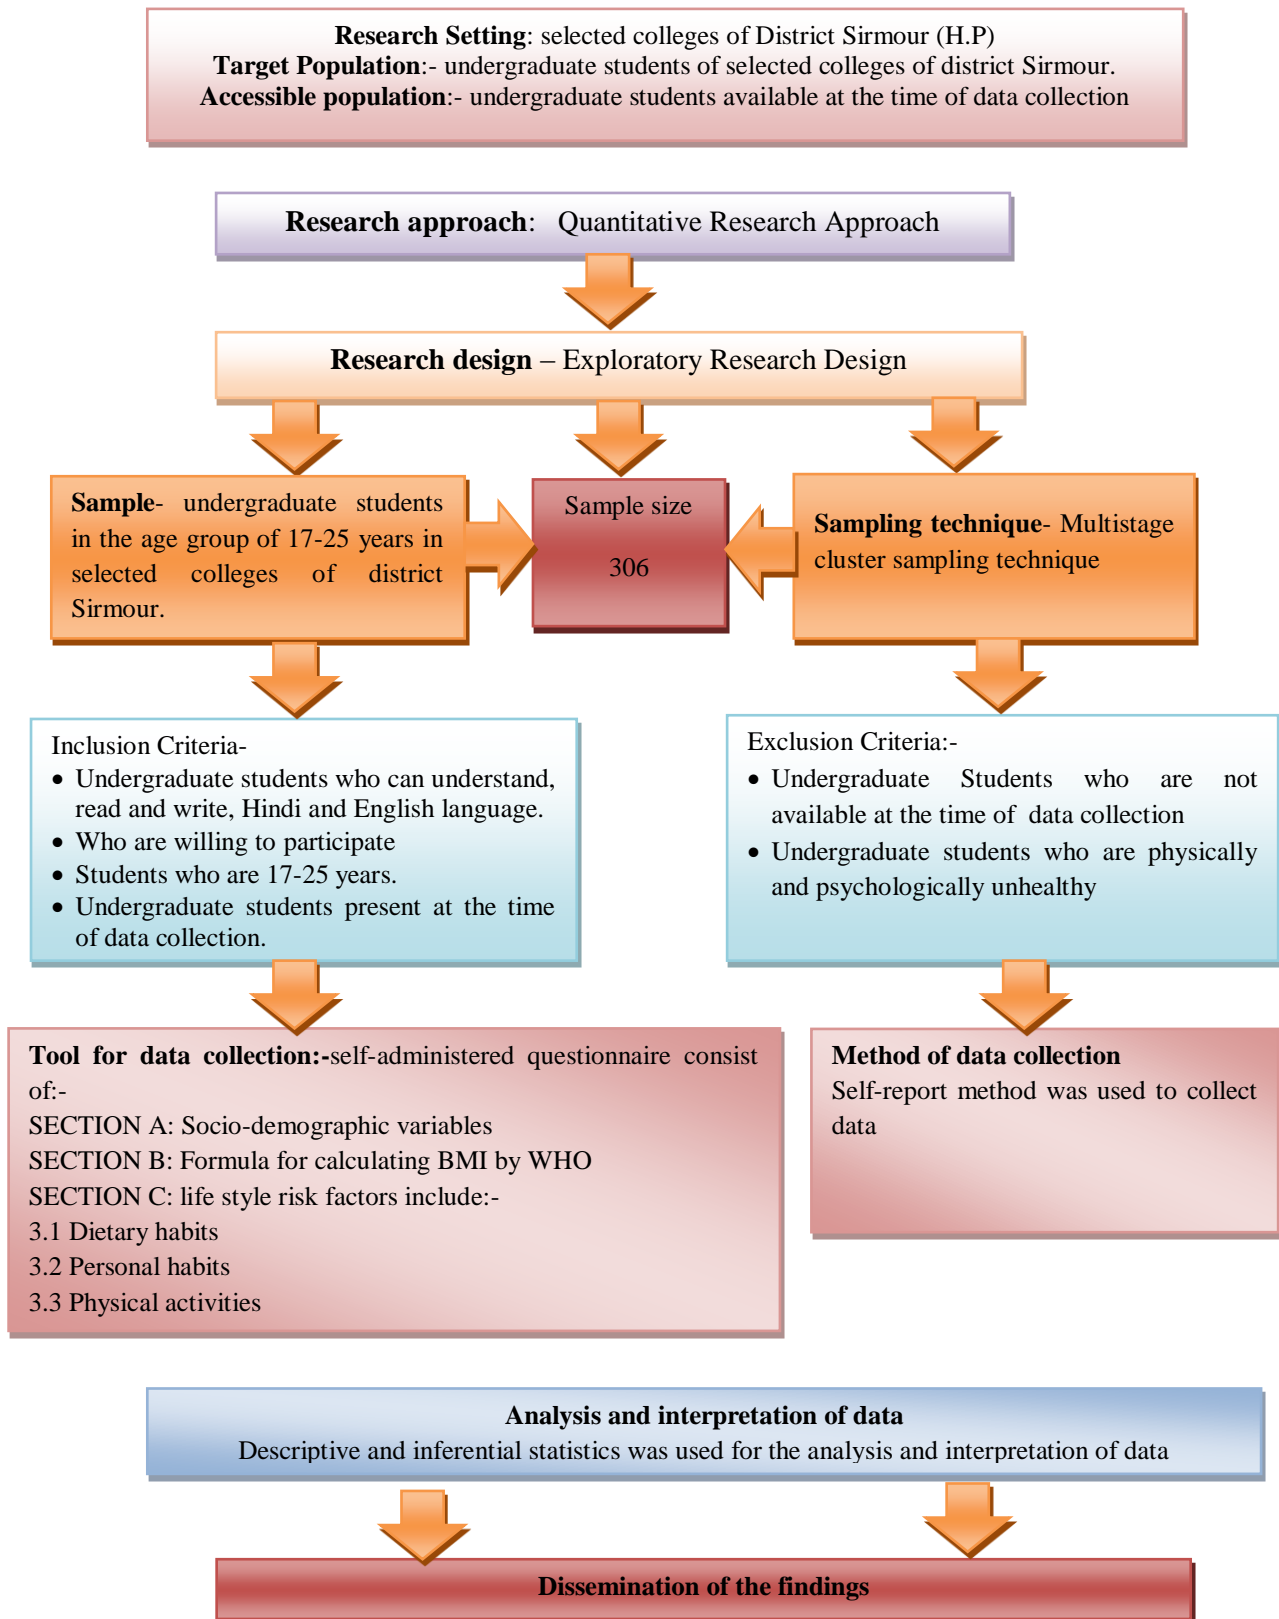 Research Setting: selected colleges of District Sirmour (H.P)
Target Population:- undergraduate students of selected colleges of district Sirmour.
Accessible population:- undergraduate students available at the time of data collection
Research approach: Quantitative Research Approach
Research design – Exploratory Research Design
Sample- undergraduate students
in the age group of 17-25 years in
selected colleges of district
Sirmour.
Sample size
306
Sampling technique- Multistage
cluster sampling technique
Inclusion Criteria-
• Undergraduate students who can understand,
read and write, Hindi and English language.
• Who are willing to participate
• Students who are 17-25 years.
• Undergraduate students present at the time
of data collection.
Exclusion Criteria:-
• Undergraduate Students who are not
available at the time of data collection
• Undergraduate students who are physically
and psychologically unhealthy
Tool for data collection:-self-administered questionnaire consist
of:-
SECTION A: Socio-demographic variables
SECTION B: Formula for calculating BMI by WHO
SECTION C: life style risk factors include:-
3.1 Dietary habits
3.2 Personal habits
3.3 Physical activities
Method of data collection
Self-report method was used to collect
data
Analysis and interpretation of data
Descriptive and inferential statistics was used for the analysis and interpretation of data
Dissemination of the findings